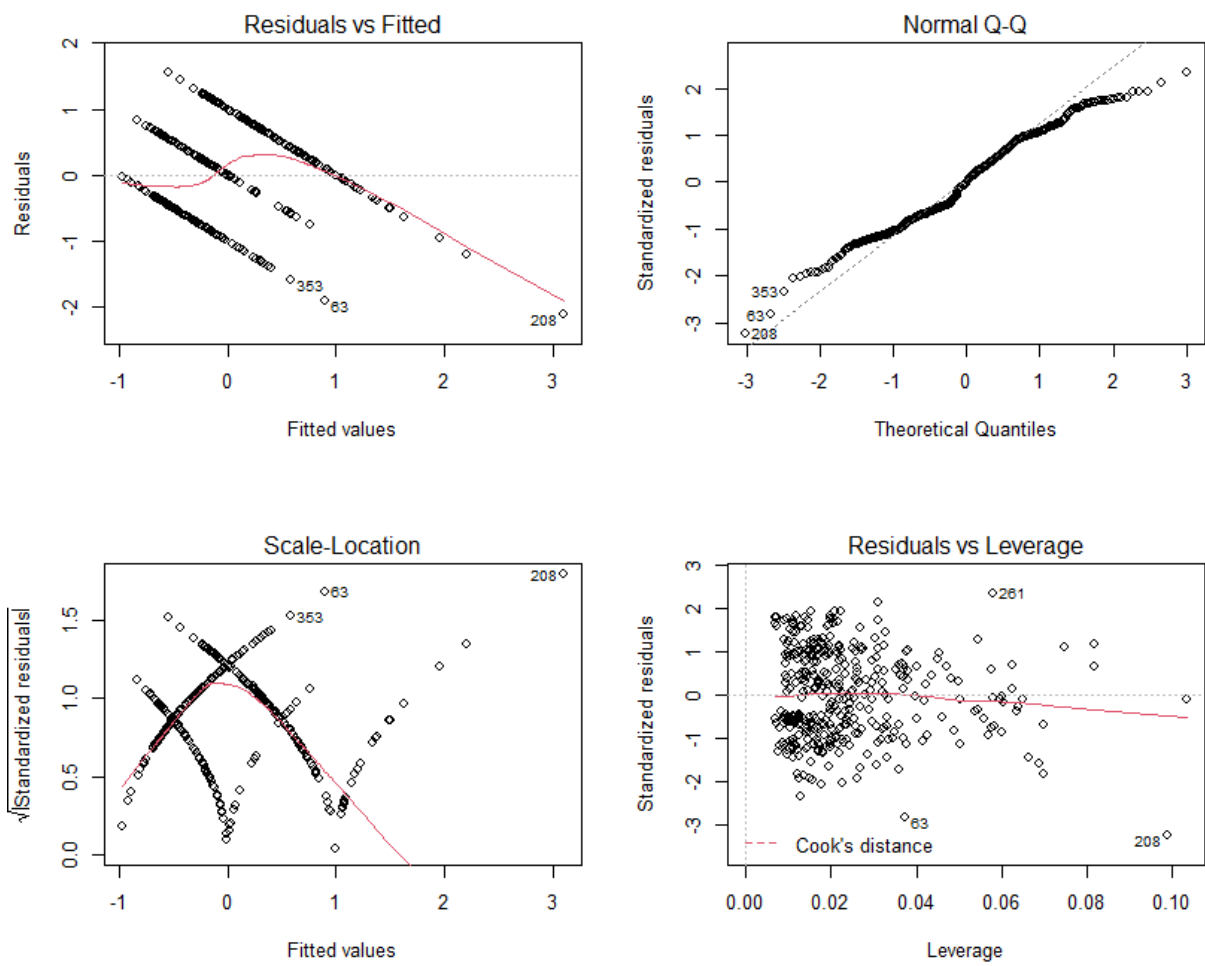 Residuals vs Fitted
Residuals
2
1
0
-1
-2
353
63
208
-1 0 1 2 3
Fitted values
Normal Q-Q
Standardized residuals
2
1
0
-1
-2
-3
353
63
208
-3 -2 -1 0 1 2 3
Theoretical Quantiles
Scale-Location
√|Standardized residuals|
1.5
1.0
0.5
0.0
208
63
353
-1 0 1 2 3
Fitted values
Residuals vs Leverage
Standardized residuals
3
2
1
0
-1
-3
261
63
208
Cook's distance
0.00 0.02 0.04 0.06 0.08 0.10
Leverage